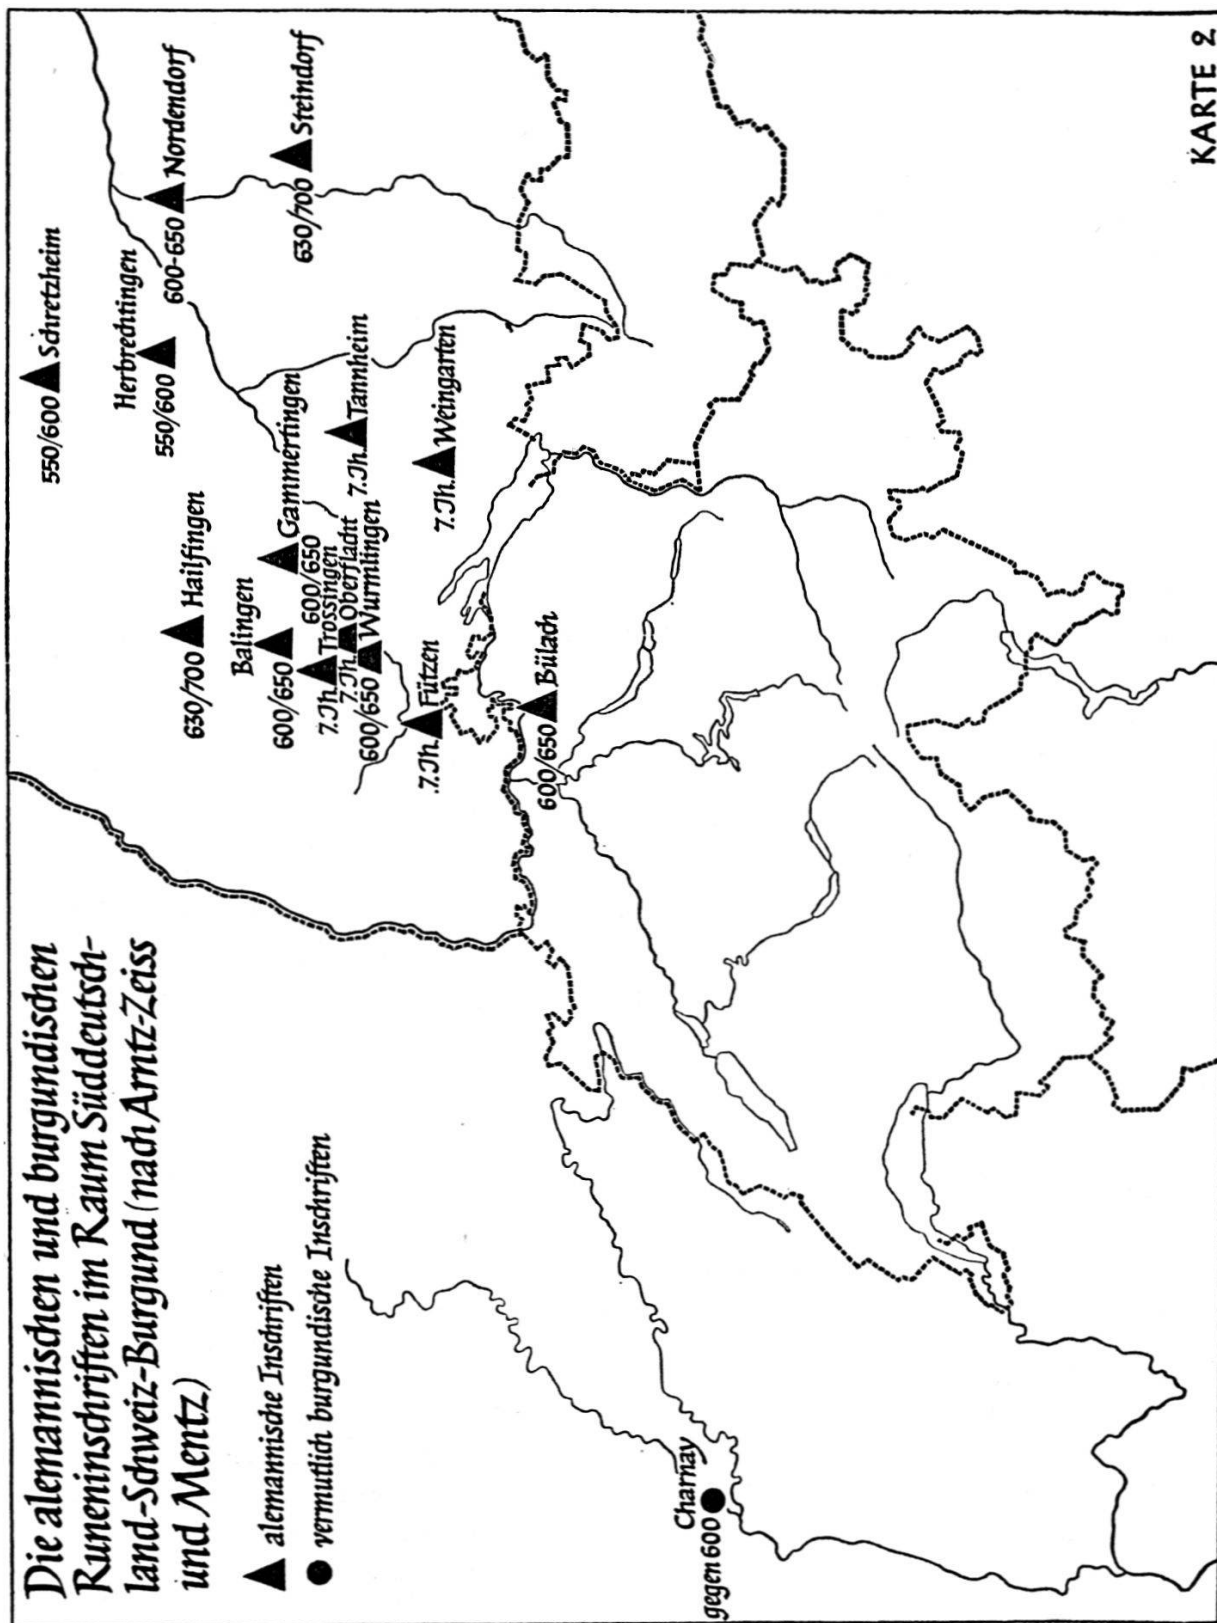 Die alemannischen und burgundischen
Runeninschriften im Raum Süddeutsch-
land-Schweiz-Burgund (nach Arntz-Zeiss
und Mentz)
alemannische Inschriften
vermutlich burgundische Inschriften
550/600 Schretzheim
Herbrechtingen
550/600
600-650 Nordendorf
630/700 Steindorf
630/700 Hailfingen
Balingen
600/650
Gammertingen
600/650
7.Jh. Trossingen
7.Jh. Oberflacht
600/650 Wurmlingen
7.Jh. Tannheim
7.Jh. Weingarten
7.Jh. Fützen
600/650 Bülach
Charnay
gegen 600
KARTE 2